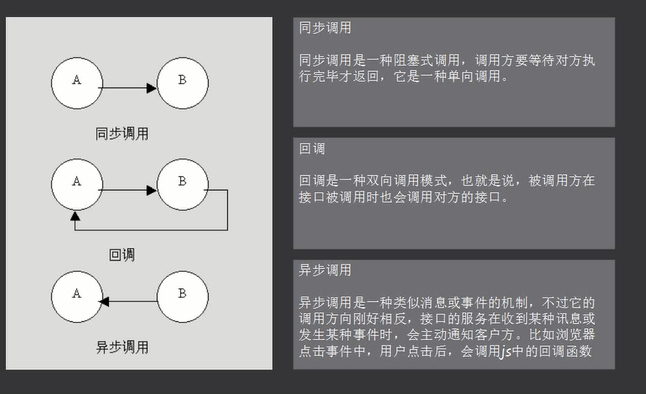 A
B
同步调用
A
B
回调
A
B
异步调用
同步调用
同步调用是一种阻塞式调用，调用方要等待对方执
行完毕才返回，它是一种单向调用。
回调
回调是一种双向调用模式，也就是说，被调用方在
接口被调用时也会调用对方的接口。
异步调用
异步调用是一种类似消息或事件的机制，不过它的
调用方向刚好相反，接口的服务在收到某种讯息或
发生某种事件时，会主动通知客户方。比如浏览器
点击事件中，用户点击后，会调用js中的回调函数